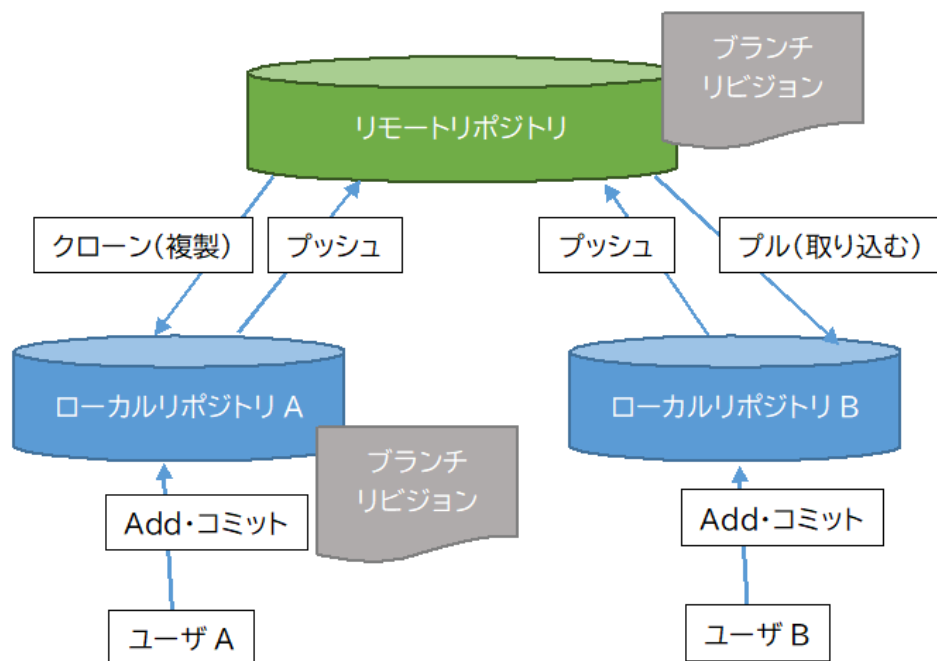 ブランチ
リビジョン
リモートリポジトリ
クローン(複製)
プッシュ
プッシュ
プル(取り込む)
ローカルリポジトリ A
ローカルリポジトリ B
ブランチ
リビジョン
Add・コミット
Add・コミット
ユーザ A
ユーザ B